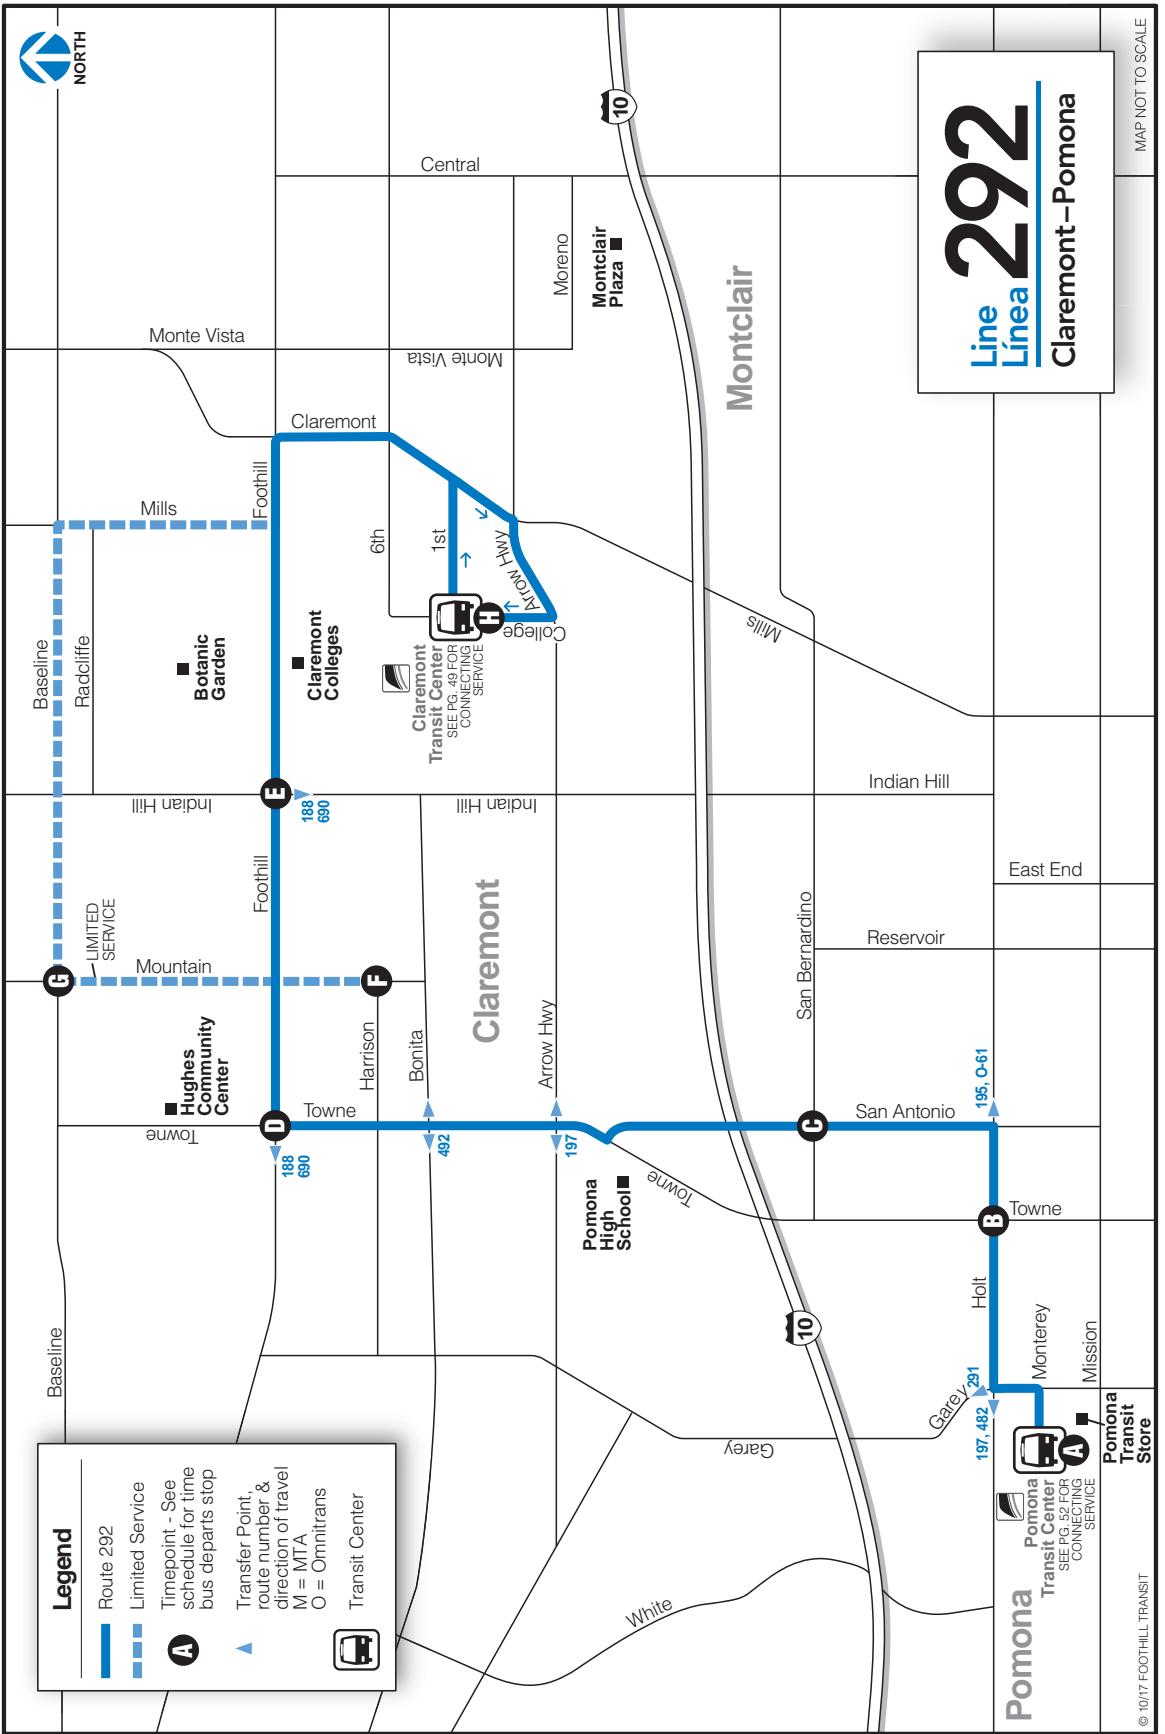 NORTH
Legend
Route 292
Limited Service
A
Timepoint - See
schedule for time
bus departs stop
Transfer Point,
route number &
direction of travel
M = MTA
O = Omnitrans
Transit Center
Baseline
Baseline
Radcliffe
Mills
Monte Vista
Monte Vista
Central
Moreno
Montclair
Plaza
10
Montclair
Claremont
Foothill
Foothill
6th
1st
Arrow Hwy
College
H
Claremont
Transit Center
SEE PG. 49 FOR
CONNECTING
SERVICE
Botanic
Garden
Claremont
Colleges
Indian Hill
E
188
690
Indian Hill
Indian Hill
Mills
G
LIMITED
SERVICE
Mountain
F
Harrison
Bonita
Claremont
Arrow Hwy
San Bernardino
Reservoir
East End
Hughes
Community
Center
Towne
D
188
690
Towne
492
197
Pomona
High
School
Towne
C
San Antonio
195, O-61
B
Towne
Holt
10
Garey
Garey
291
197, 482
Monterey
Mission
A
Pomona
Transit
Store
Pomona
Transit Center
SEE PG. 52 FOR
CONNECTING
SERVICE
White
Pomona
Line
Línea
292
Claremont–Pomona
MAP NOT TO SCALE
© 10/17 FOOTHILL TRANSIT